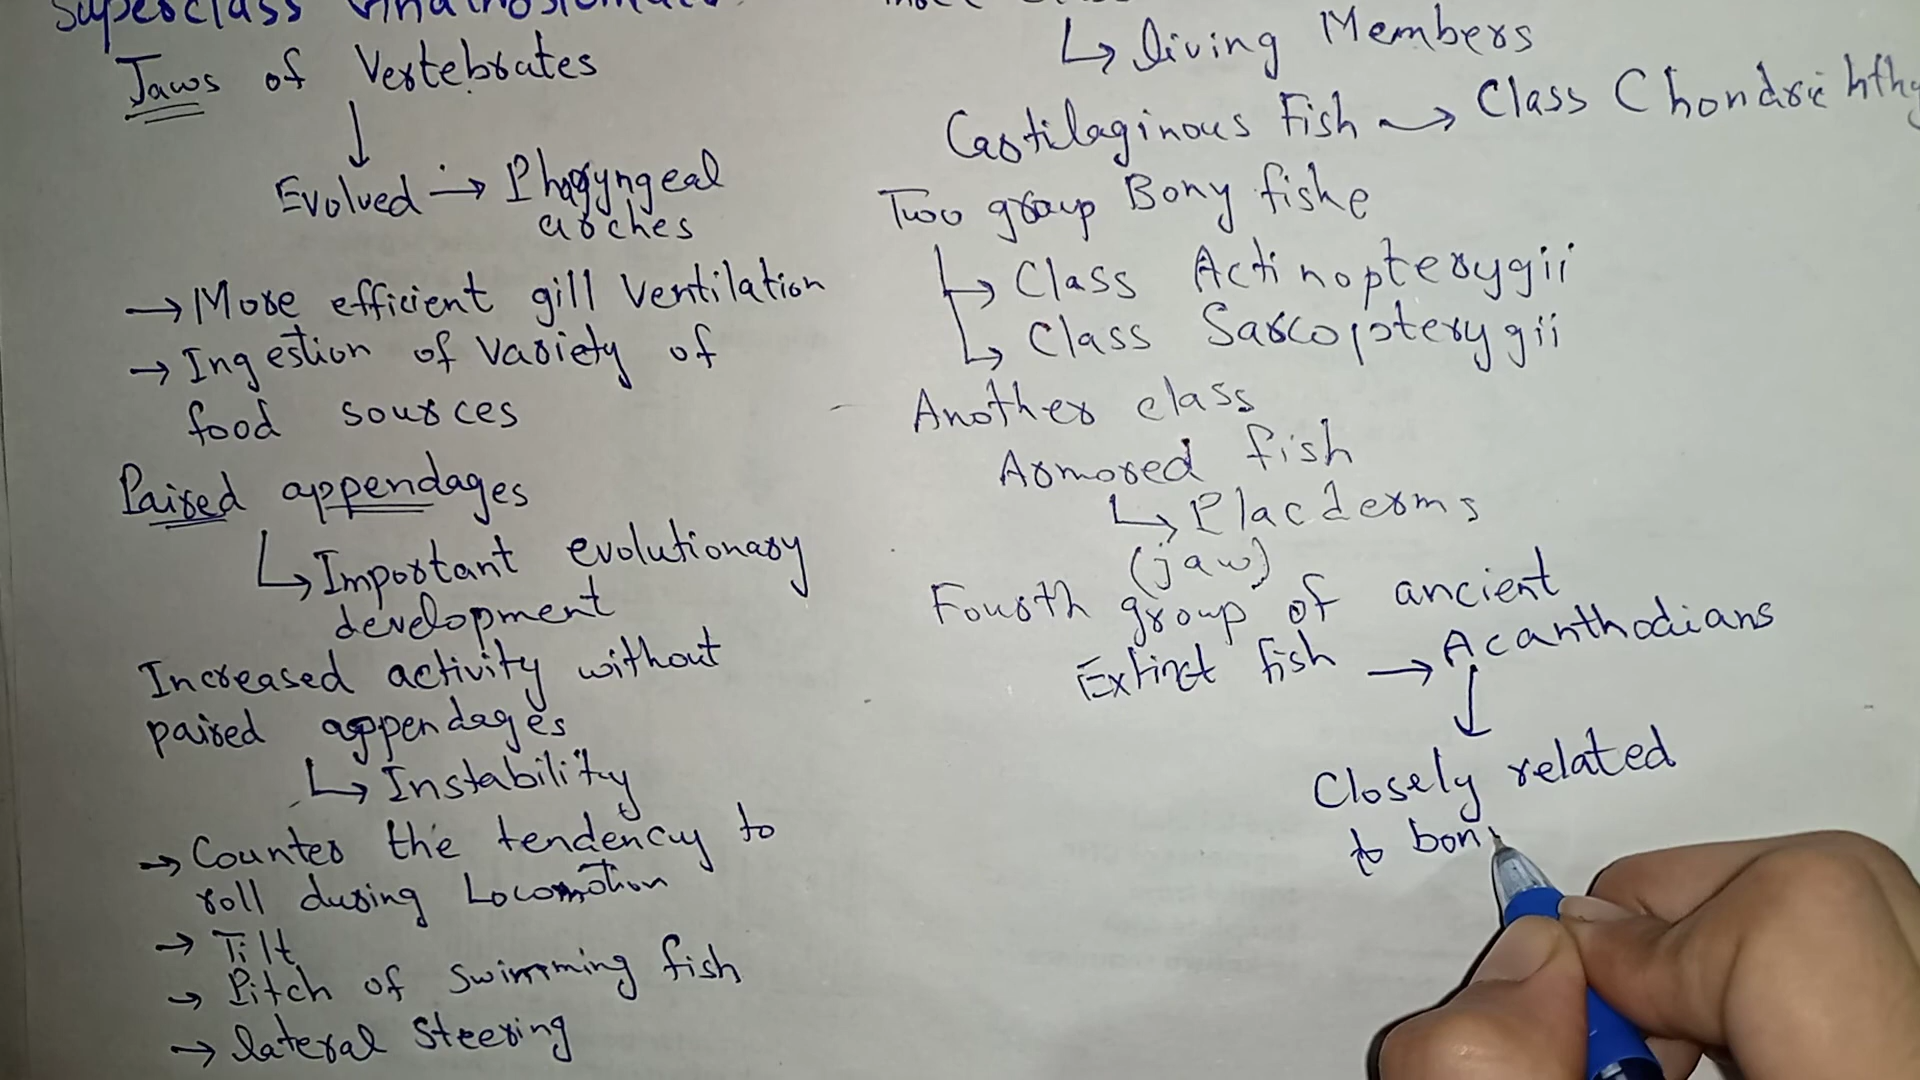 Superclass Gnathostomata
Jaws of Vertebrates
Evolved → Pharyngeal
arches
→ More efficient gill Ventilation
→ Ingestion of variety of
food sources
Paired appendages
Important evolutionary
development
Increased activity without
paired appendages
Instability
→ Counter the tendency to
roll during Locomotion
→ Tilt
→ Pitch of swimming fish
→ lateral steering
living Members
Cartilaginous Fish → Class Chondrichthy
Two group Bony fishe
Class Actinopterygii
Class Sarcopterygii
Another class
Armored fish
Placderms
(jaw)
Fourth group of ancient
Extinct fish → Acanthodians
Closely related
to bon